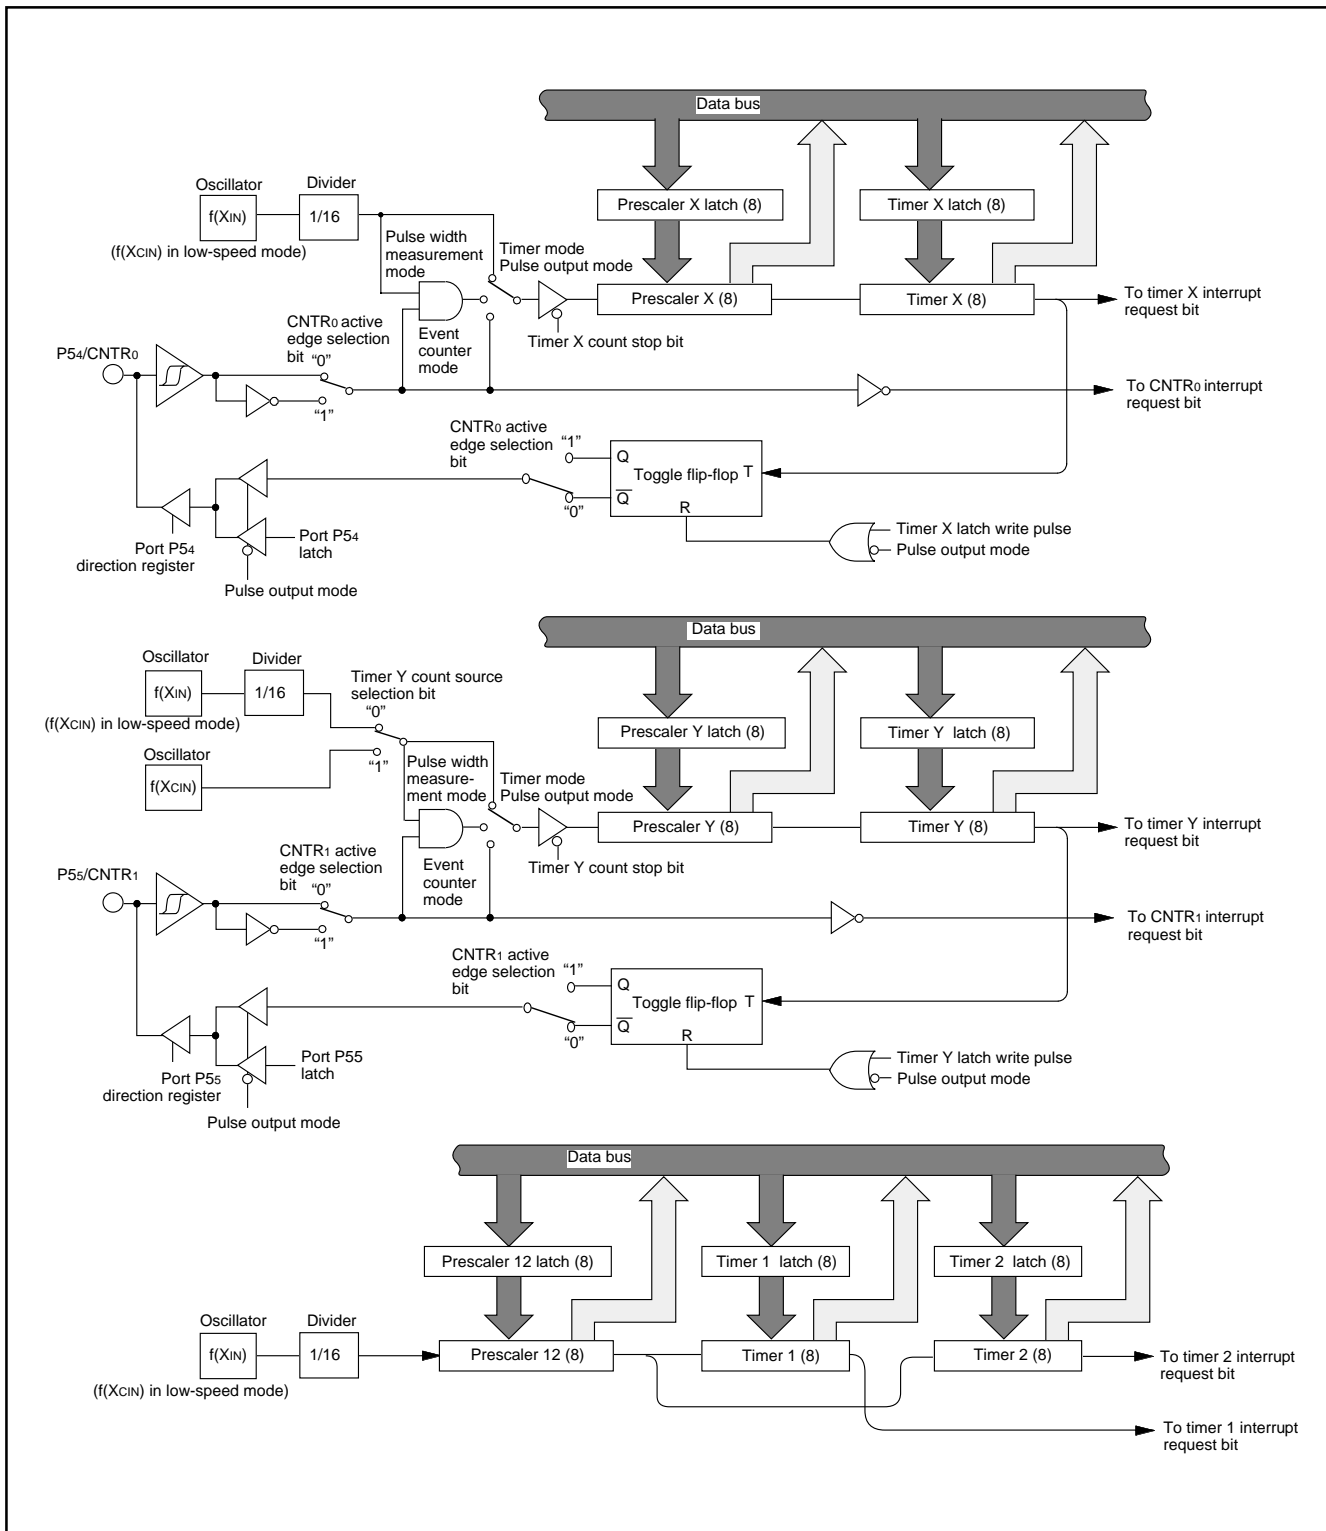 Data bus
Oscillator
Divider
f(XIN)
1/16
(f(XCIN) in low-speed mode)
Prescaler X latch (8)
Timer X latch (8)
Pulse width
measurement
mode
Timer mode
Pulse output mode
Prescaler X (8)
Timer X (8)
To timer X interrupt
request bit
CNTR0 active
edge selection
bit
“0”
Event
counter
mode
Timer X count stop bit
P54/CNTR0
“1”
To CNTR0 interrupt
request bit
CNTR0 active
edge selection
bit
“1”
Q
Toggle flip-flop
T
Q
“0”
R
Port P54
latch
Port P54
direction register
Pulse output mode
Timer X latch write pulse
Pulse output mode
Data bus
Oscillator
Divider
f(XIN)
1/16
(f(XCIN) in low-speed mode)
Timer Y count source
selection bit
“0”
Oscillator
f(XCIN)
“1”
Prescaler Y latch (8)
Timer Y latch (8)
Pulse width
measure-
ment mode
Timer mode
Pulse output mode
Prescaler Y (8)
Timer Y (8)
To timer Y interrupt
request bit
CNTR1 active
edge selection
bit
“0”
Event
counter
mode
Timer Y count stop bit
P55/CNTR1
“1”
To CNTR1 interrupt
request bit
CNTR1 active
edge selection
bit
“1”
Q
Toggle flip-flop
T
Q
“0”
R
Port P55
latch
Port P55
direction register
Pulse output mode
Timer Y latch write pulse
Pulse output mode
Data bus
Prescaler 12 latch (8)
Timer 1 latch (8)
Timer 2 latch (8)
Oscillator
Divider
f(XIN)
1/16
(f(XCIN) in low-speed mode)
Prescaler 12 (8)
Timer 1 (8)
Timer 2 (8)
To timer 2 interrupt
request bit
To timer 1 interrupt
request bit